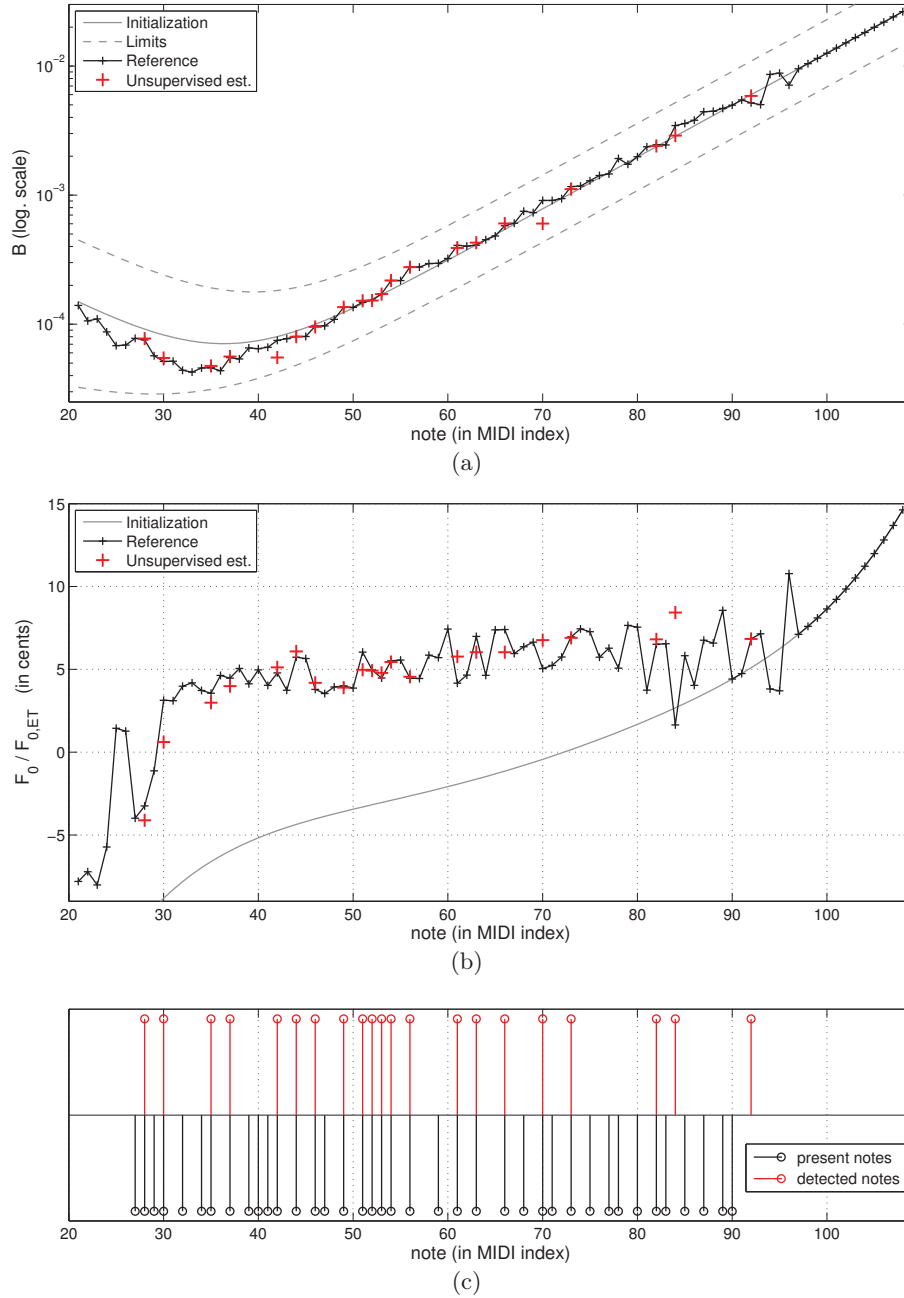 Initialization
Limits
Reference
Unsupervised est.
10^−2
10^−3
10^−4
B (log. scale)
20 30 40 50 60 70 80 90 100
note (in MIDI index)
(a)
Initialization
Reference
Unsupervised est.
15
10
5
0
−5
F_0 / F_{0,ET} (in cents)
20 30 40 50 60 70 80 90 100
note (in MIDI index)
(b)
present notes
detected notes
20 30 40 50 60 70 80 90 100
note (in MIDI index)
(c)